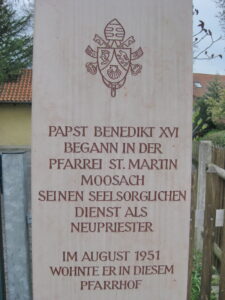 PAPST BENEDIKT XVI
BEGANN IN DER
PFARREI ST. MARTIN
MOOSACH
SEINEN SEELSORGLICHEN
DIENST ALS
NEUPRIESTER
IM AUGUST 1951
WOHNTE ER IN DIESEM
PFARRHOF